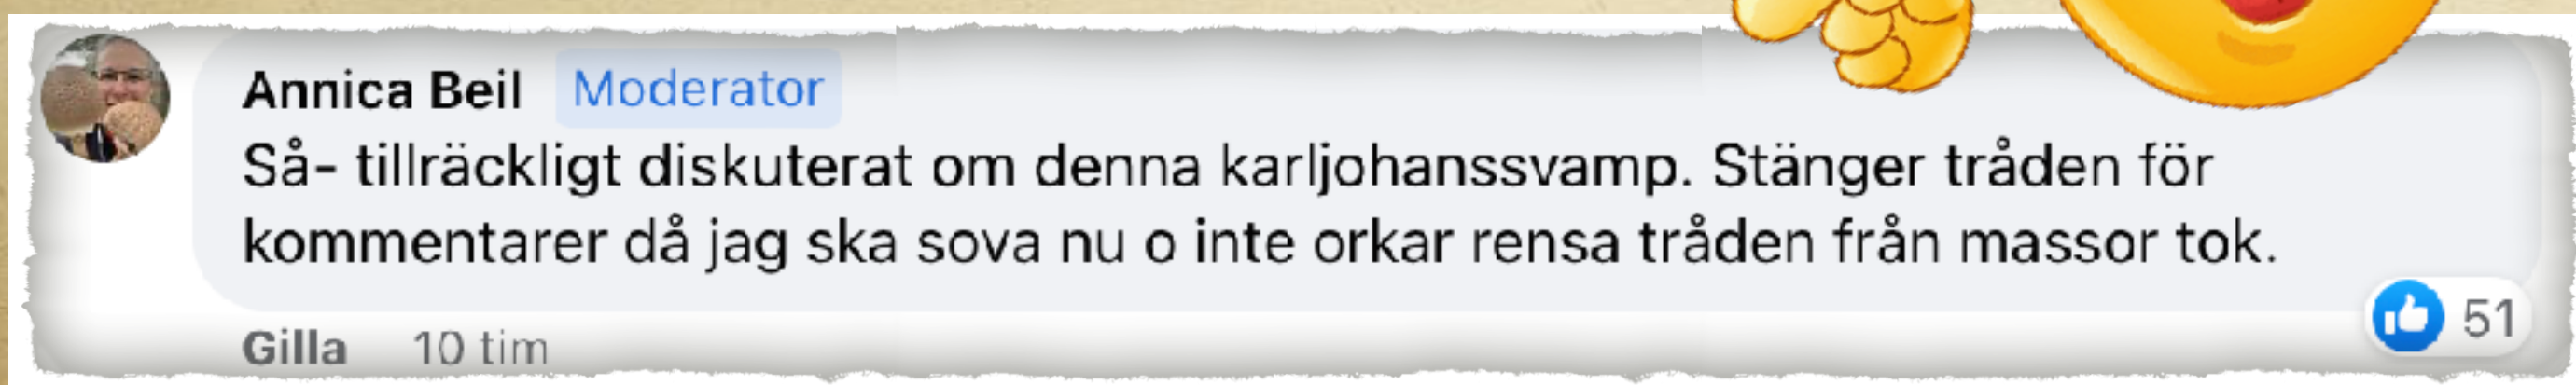 Annica Beil Moderator
Så- tillräckligt diskuterat om denna karljohanssvamp. Stänger tråden för
kommentarer då jag ska sova nu o inte orkar rensa tråden från massor tok.
51
Gilla 10 tim